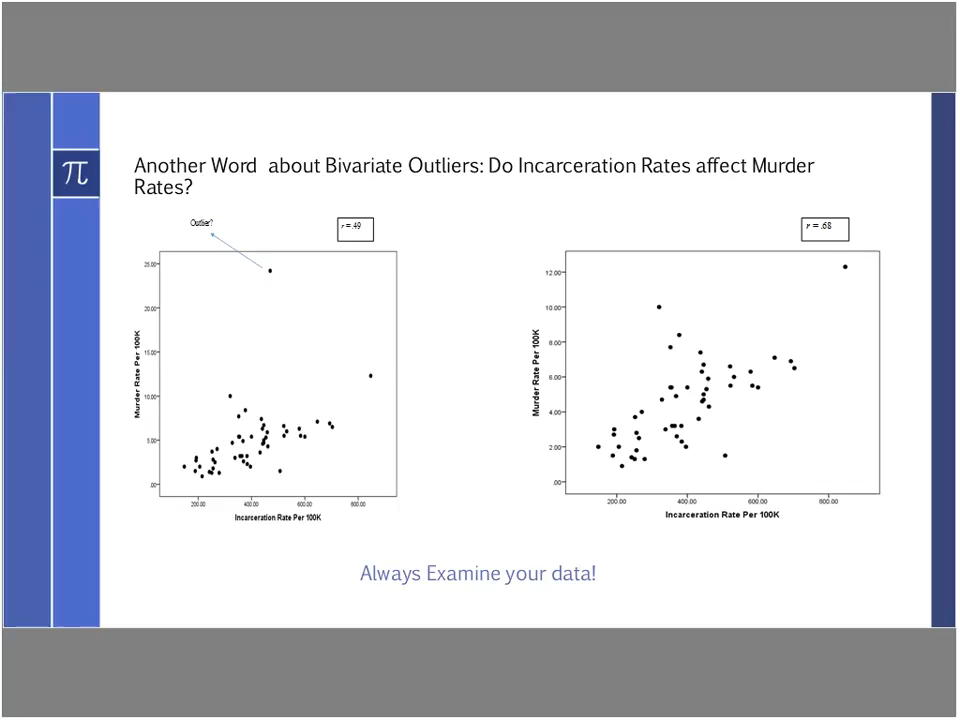 π
Another Word about Bivariate Outliers: Do Incarceration Rates affect Murder
Rates?
Outlier?
r = .49
25.00
20.00
15.00
10.00
5.00
.00
Murder Rate Per 100K
200.00 400.00 600.00 800.00
Incarceration Rate Per 100K
r = .68
12.00
10.00
8.00
6.00
4.00
2.00
.00
Murder Rate Per 100K
200.00 400.00 600.00 800.00
Incarceration Rate Per 100K
Always Examine your data!